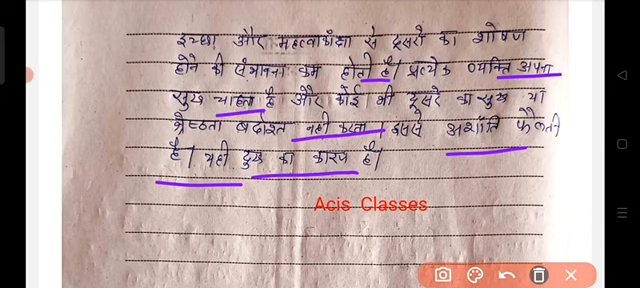 इच्छा और महत्वाकांक्षा से दूसरो का शोषण
होने की संभावना कम होती है। प्रत्येक व्यक्ति अपना
सुख चाहता है और कोई भी दूसरे का सुख या
श्रेष्ठता बर्दाश्त नही करता। इससे अशांति फैलती
है। यही दुख का कारण है।
Acis Classes